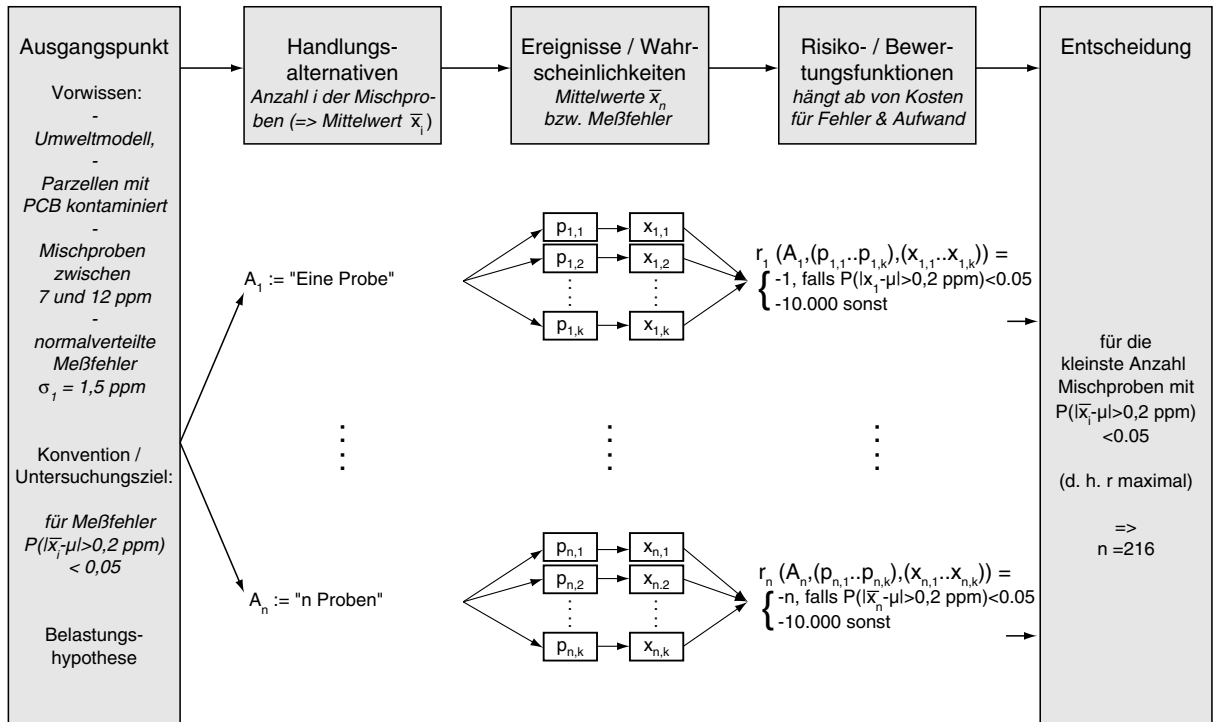 Ausgangspunkt
Vorwissen:
-
Umweltmodell,
-
Parzellen mit
PCB kontaminiert
-
Mischproben
zwischen
7 und 12 ppm
-
normalverteilte
Meßfehler
σ₁ = 1,5 ppm
Konvention /
Untersuchungsziel:
für Meßfehler
P(|x̅ᵢ-µ|>0,2 ppm)
< 0,05
Belastungs-
hypothese
Handlungs-
alternativen
Anzahl i der Mischpro-
ben (=> Mittelwert x̅ᵢ)
A₁ := "Eine Probe"
Aₙ := "n Proben"
Ereignisse / Wahr-
scheinlichkeiten
Mittelwerte x̅ₙ
bzw. Meßfehler
p₁,₁ x₁,₁
p₁,₂ x₁,₂
p₁,ₖ x₁,ₖ
pₙ,₁ xₙ,₁
pₙ,₂ xₙ.₂
pₙ,ₖ xₙ,ₖ
Risiko- / Bewer-
tungsfunktionen
hängt ab von Kosten
für Fehler & Aufwand
r₁ (A₁,(p₁,₁..p₁,ₖ),(x₁,₁..x₁,ₖ)) =
{ -1, falls P(|x₁-µ|>0,2 ppm)<0.05
-10.000 sonst
rₙ (Aₙ,(pₙ,₁..pₙ,ₖ),(xₙ,₁..xₙ,ₖ)) =
{ -n, falls P(|x̅ₙ-µ|>0,2 ppm)<0.05
-10.000 sonst
Entscheidung
für die
kleinste Anzahl
Mischproben mit
P(|x̅ᵢ-µ|>0,2 ppm)
<0.05
(d. h. r maximal)
=>
n =216